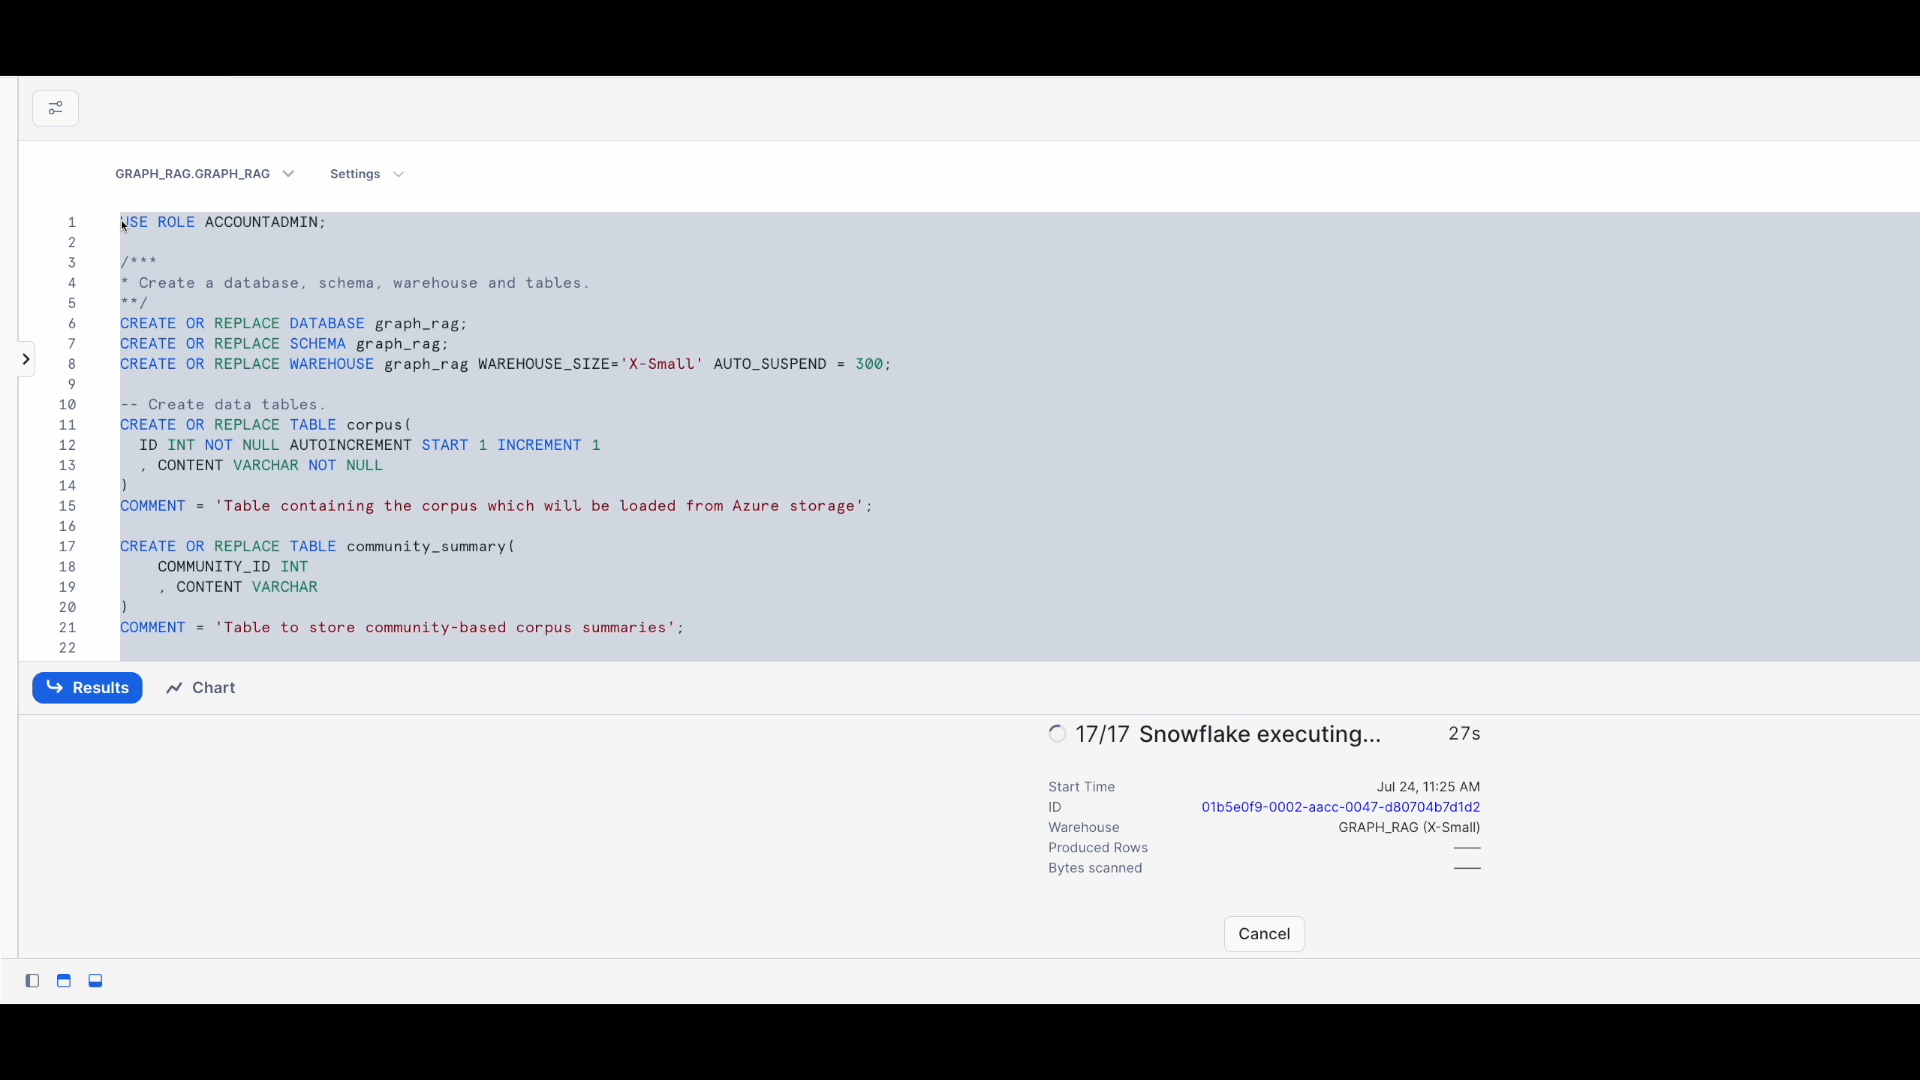 GRAPH_RAG.GRAPH_RAG Settings
1 USE ROLE ACCOUNTADMIN;
2
3 /***
4 * Create a database, schema, warehouse and tables.
5 **/
6 CREATE OR REPLACE DATABASE graph_rag;
7 CREATE OR REPLACE SCHEMA graph_rag;
8 CREATE OR REPLACE WAREHOUSE graph_rag WAREHOUSE_SIZE='X-Small' AUTO_SUSPEND = 300;
9
10 -- Create data tables.
11 CREATE OR REPLACE TABLE corpus(
12 ID INT NOT NULL AUTOINCREMENT START 1 INCREMENT 1
13 , CONTENT VARCHAR NOT NULL
14 )
15 COMMENT = 'Table containing the corpus which will be loaded from Azure storage';
16
17 CREATE OR REPLACE TABLE community_summary(
18 COMMUNITY_ID INT
19 , CONTENT VARCHAR
20 )
21 COMMENT = 'Table to store community-based corpus summaries';
22
Results Chart
17/17 Snowflake executing... 27s
Start Time Jul 24, 11:25 AM
ID 01b5e0f9-0002-aacc-0047-d80704b7d1d2
Warehouse GRAPH_RAG (X-Small)
Produced Rows
Bytes scanned
Cancel